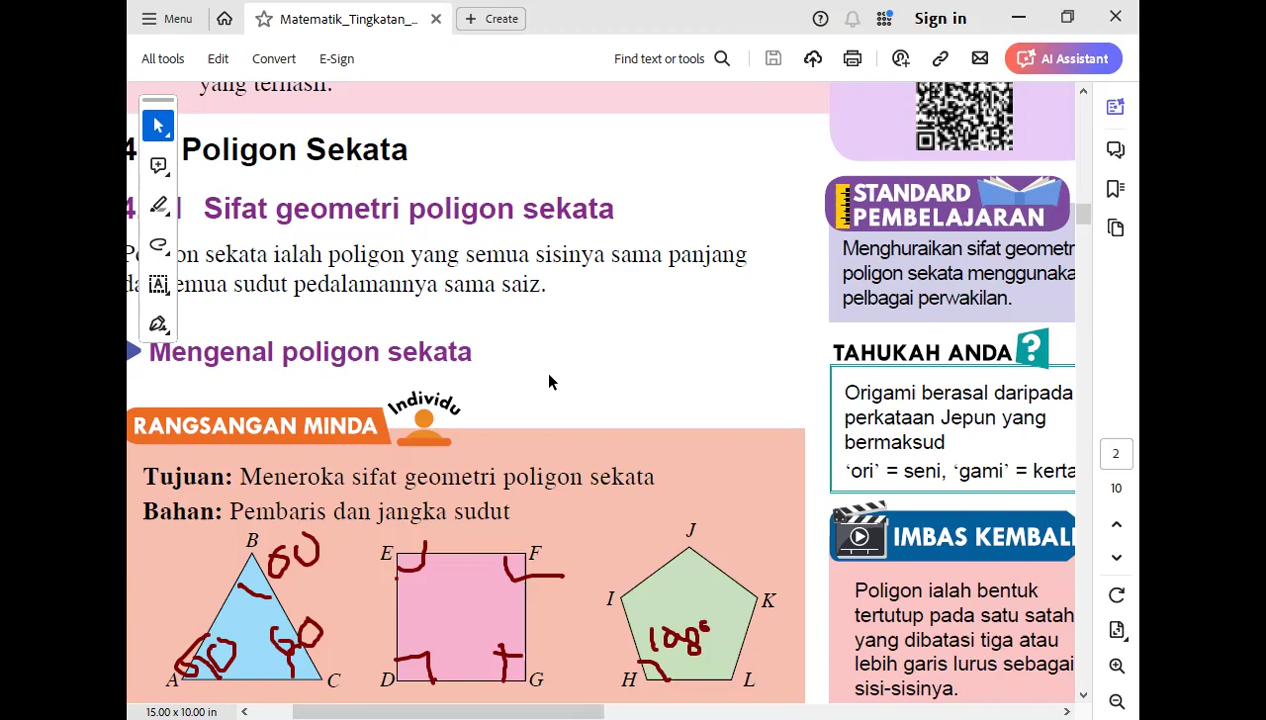 Menu
Matematik_Tingkatan_...
Create
Sign in
All tools
Edit
Convert
E-Sign
Find text or tools
AI Assistant
yang terhasil.
Poligon Sekata
Sifat geometri poligon sekata
Poligon sekata ialah poligon yang semua sisinya sama panjang
dan semua sudut pedalamannya sama saiz.
Mengenal poligon sekata
RANGSANGAN MINDA
Individu
Tujuan: Meneroka sifat geometri poligon sekata
Bahan: Pembaris dan jangka sudut
B
60
A
C
E
F
D
G
J
I
K
108°
H
L
STANDARD
PEMBELAJARAN
Menghuraikan sifat geometr
poligon sekata menggunaka
pelbagai perwakilan.
TAHUKAH ANDA ?
Origami berasal daripada
perkataan Jepun yang
bermaksud
‘ori’ = seni, ‘gami’ = kerta
IMBAS KEMBALI
Poligon ialah bentuk
tertutup pada satu satah
yang dibatasi tiga atau
lebih garis lurus sebagai
sisi-sisinya.
2
10
15.00 x 10.00 in